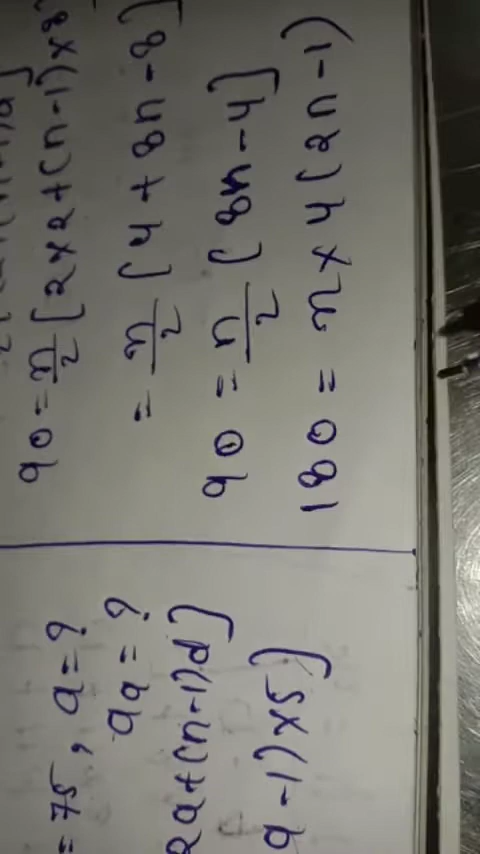 90 = n/2 [2×2+(n-1)×8]
= n/2 [4 + 8n - 8]
90 = n/2 [8n - 4]
180 = n × 4 (2n - 1)
= 75, a = ?
a9 = ?
2a+(n-1)d]
9-1)×5]